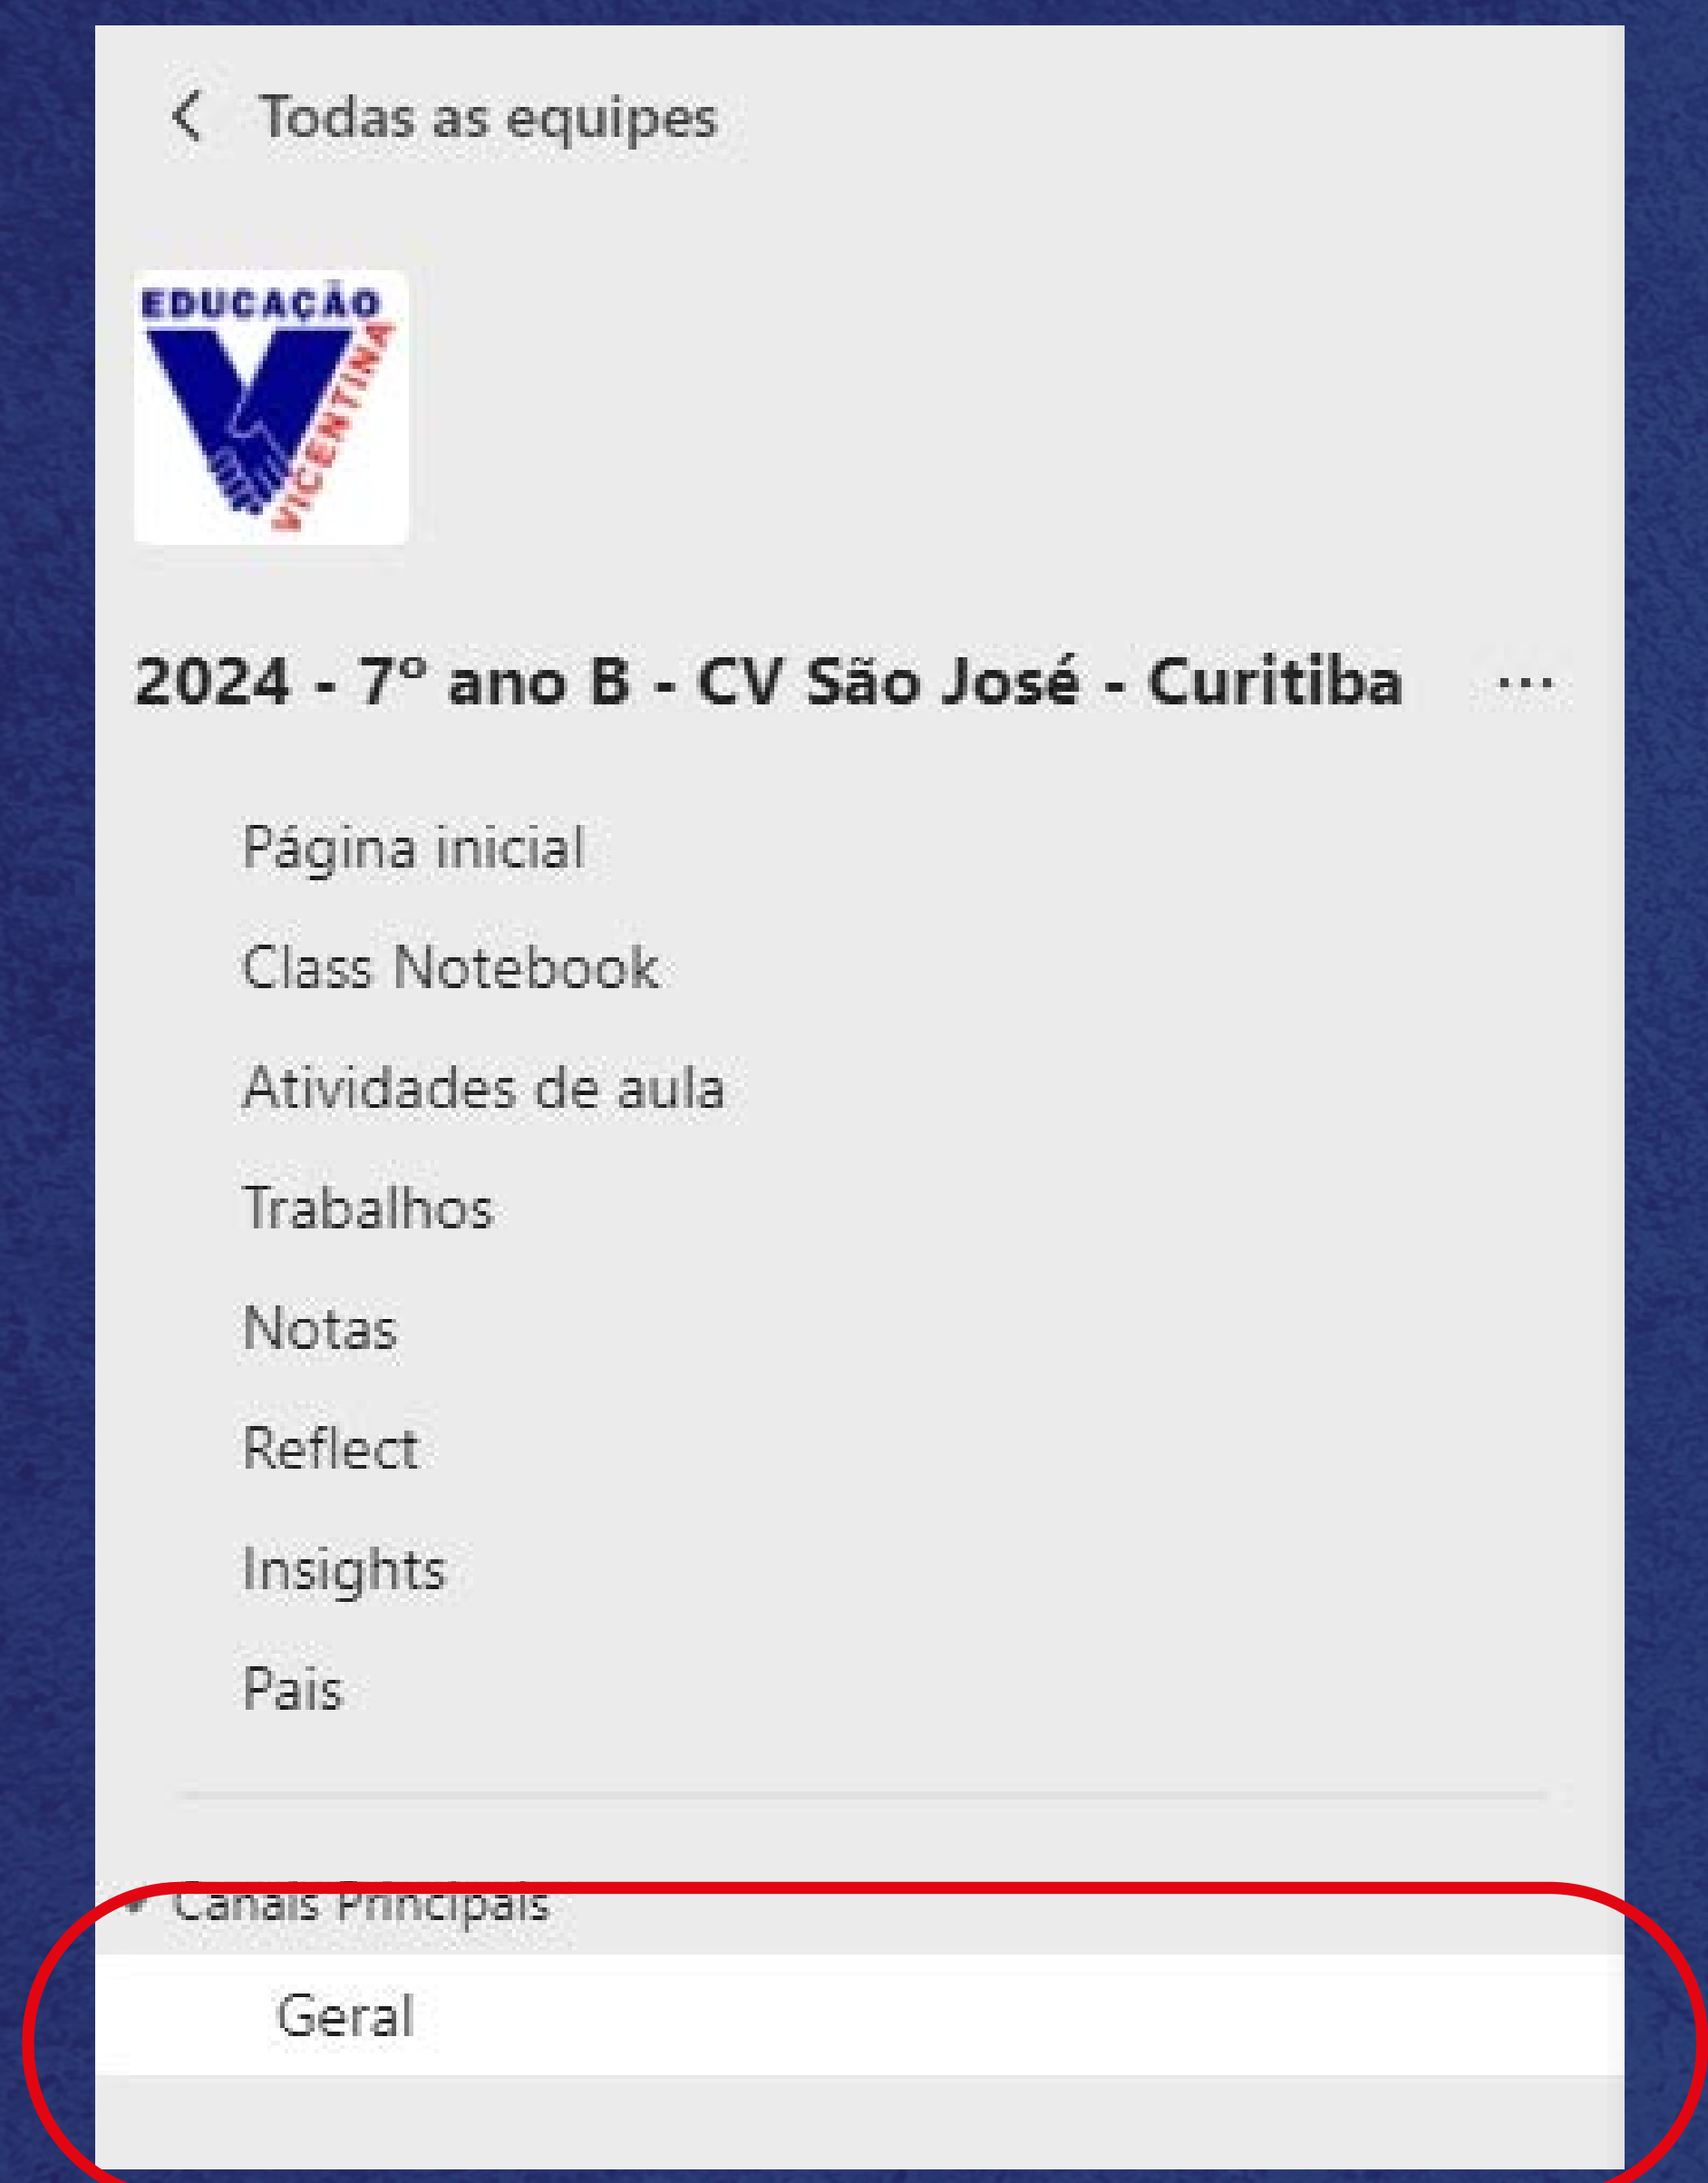 Todas as equipes
EDUCAÇÃO
VICENTINA
2024 - 7º ano B - CV São José - Curitiba ...
Página inicial
Class Notebook
Atividades de aula
Trabalhos
Notas
Reflect
Insights
Pais
Canais Principais
Geral